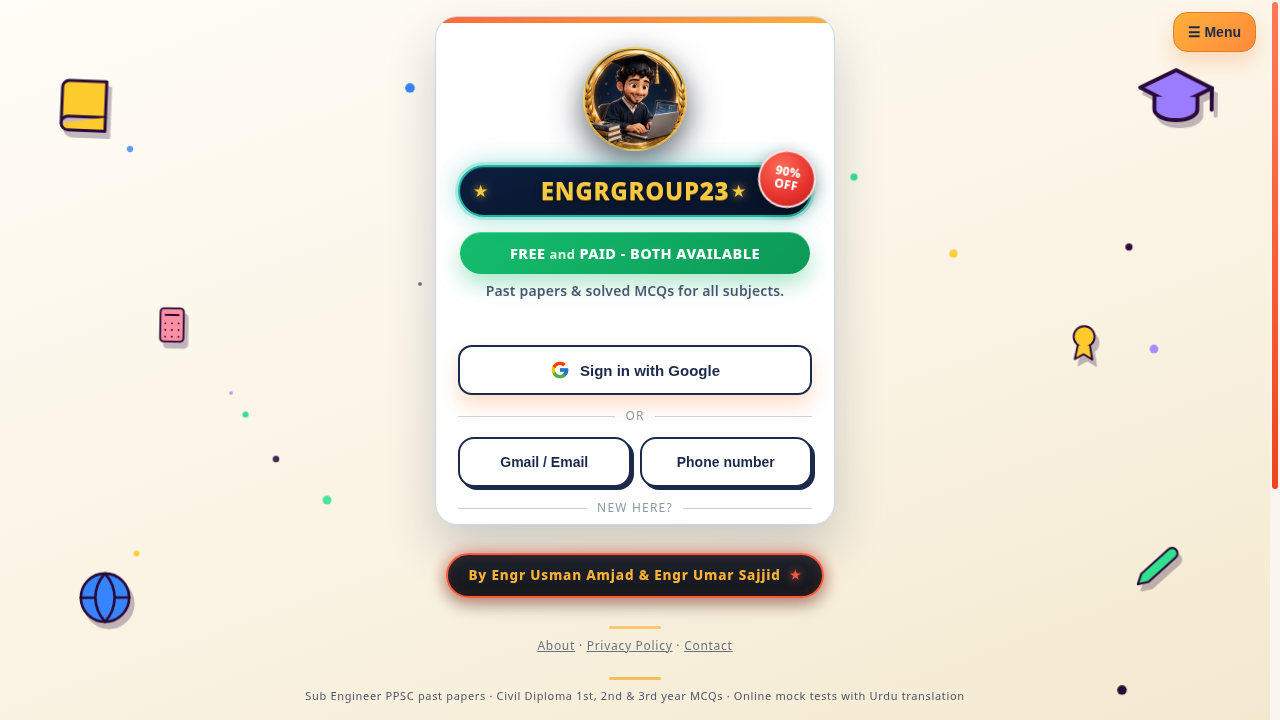 ☰ Menu
★ ENGRGROUP23 ★
90%
OFF
FREE and PAID - BOTH AVAILABLE
Past papers & solved MCQs for all subjects.
Sign in with Google
OR
Gmail / Email
Phone number
NEW HERE?
By Engr Usman Amjad & Engr Umar Sajjid ★
About · Privacy Policy · Contact
Sub Engineer PPSC past papers · Civil Diploma 1st, 2nd & 3rd year MCQs · Online mock tests with Urdu translation